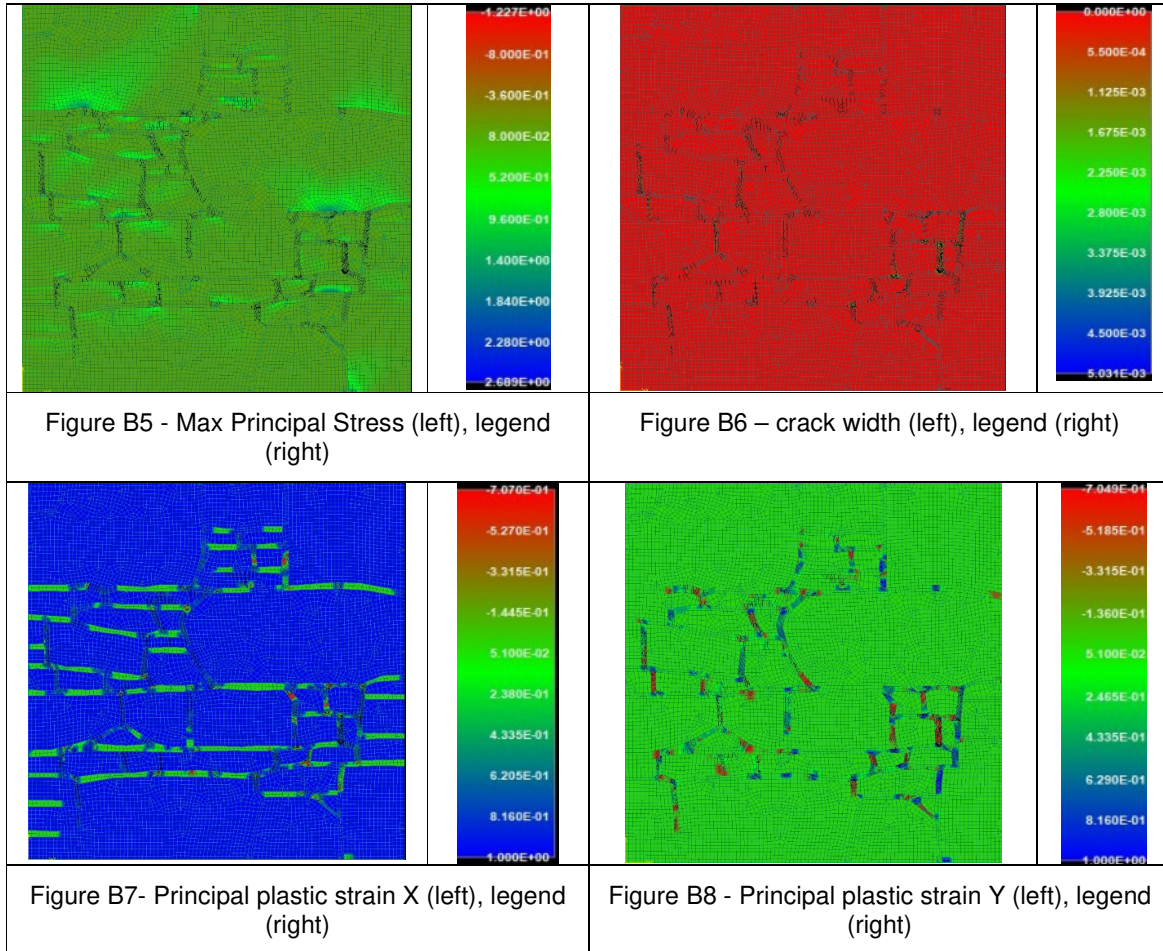 -1.227E+00
-8.000E-01
-3.600E-01
8.000E-02
5.200E-01
9.600E-01
1.400E+00
1.840E+00
2.280E+00
2.689E+00
0.000E+00
5.500E-04
1.125E-03
1.675E-03
2.250E-03
2.800E-03
3.375E-03
3.925E-03
4.500E-03
5.031E-03
Figure B5 - Max Principal Stress (left), legend
(right)
Figure B6 – crack width (left), legend (right)
-7.070E-01
-5.270E-01
-3.315E-01
-1.445E-01
5.100E-02
2.380E-01
4.335E-01
6.205E-01
8.160E-01
1.000E+00
-7.049E-01
-5.185E-01
-3.315E-01
-1.360E-01
5.100E-02
2.465E-01
4.335E-01
6.290E-01
8.160E-01
1.000E+00
Figure B7- Principal plastic strain X (left), legend
(right)
Figure B8 - Principal plastic strain Y (left), legend
(right)